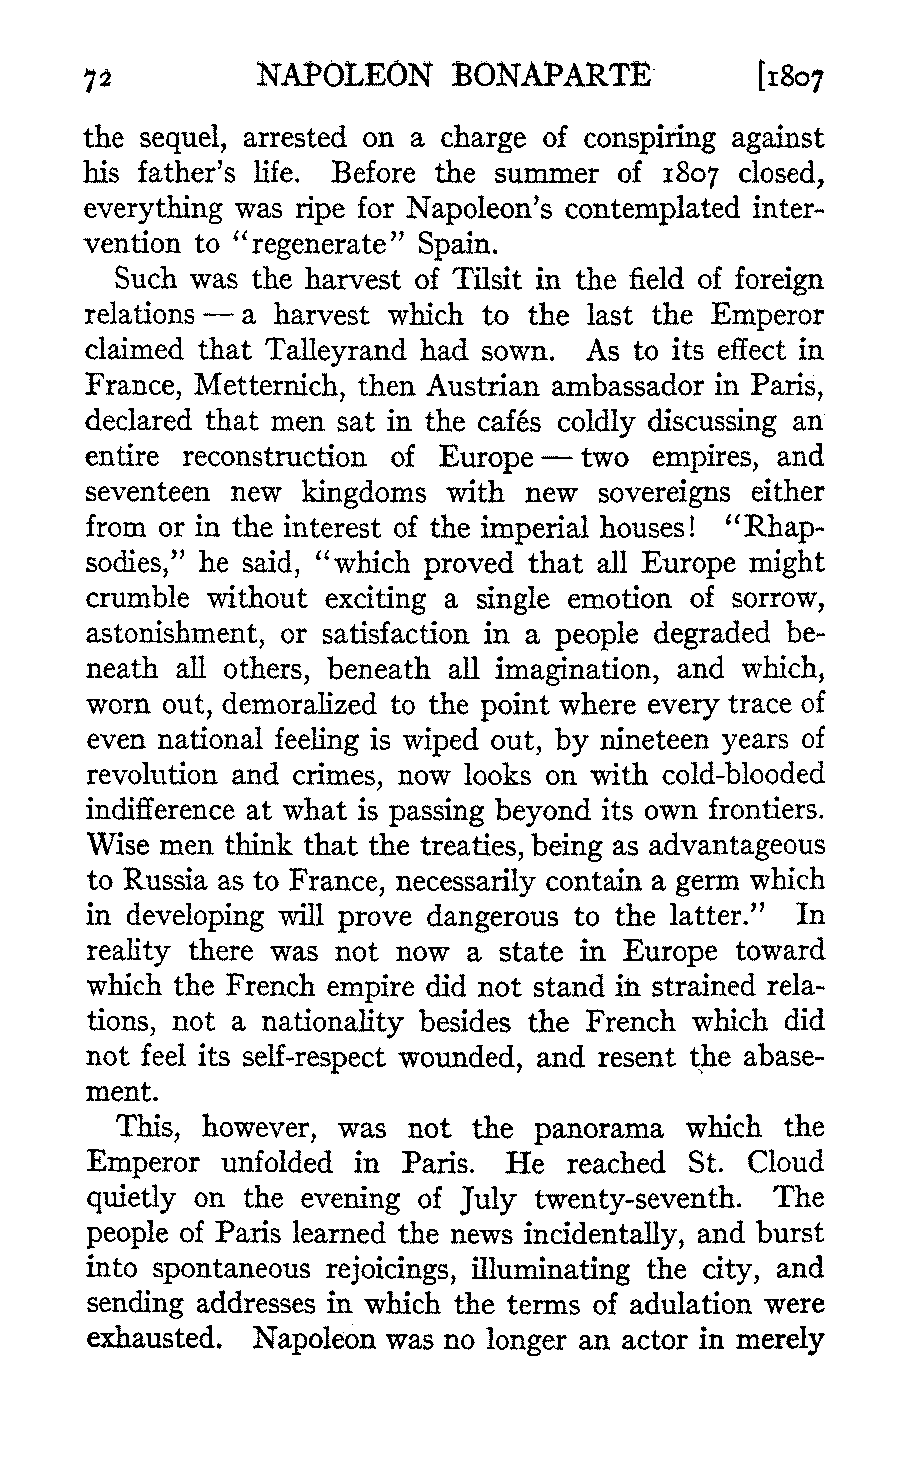 72 NAPOLEON BONAPARTE [1807
the sequel, arrested on a charge of conspiring against
his father's life. Before the summer of 1807 closed,
everything was ripe for Napoleon's contemplated inter-
vention to "regenerate" Spain.
Such was the harvest of Tilsit in the field of foreign
relations — a harvest which to the last the Emperor
claimed that Talleyrand had sown. As to its effect in
France, Metternich, then Austrian ambassador in Paris,
declared that men sat in the cafés coldly discussing an
entire reconstruction of Europe — two empires, and
seventeen new kingdoms with new sovereigns either
from or in the interest of the imperial houses! "Rhap-
sodies," he said, "which proved that all Europe might
crumble without exciting a single emotion of sorrow,
astonishment, or satisfaction in a people degraded be-
neath all others, beneath all imagination, and which,
worn out, demoralized to the point where every trace of
even national feeling is wiped out, by nineteen years of
revolution and crimes, now looks on with cold-blooded
indifference at what is passing beyond its own frontiers.
Wise men think that the treaties, being as advantageous
to Russia as to France, necessarily contain a germ which
in developing will prove dangerous to the latter." In
reality there was not now a state in Europe toward
which the French empire did not stand in strained rela-
tions, not a nationality besides the French which did
not feel its self-respect wounded, and resent the abase-
ment.
This, however, was not the panorama which the
Emperor unfolded in Paris. He reached St. Cloud
quietly on the evening of July twenty-seventh. The
people of Paris learned the news incidentally, and burst
into spontaneous rejoicings, illuminating the city, and
sending addresses in which the terms of adulation were
exhausted. Napoleon was no longer an actor in merely